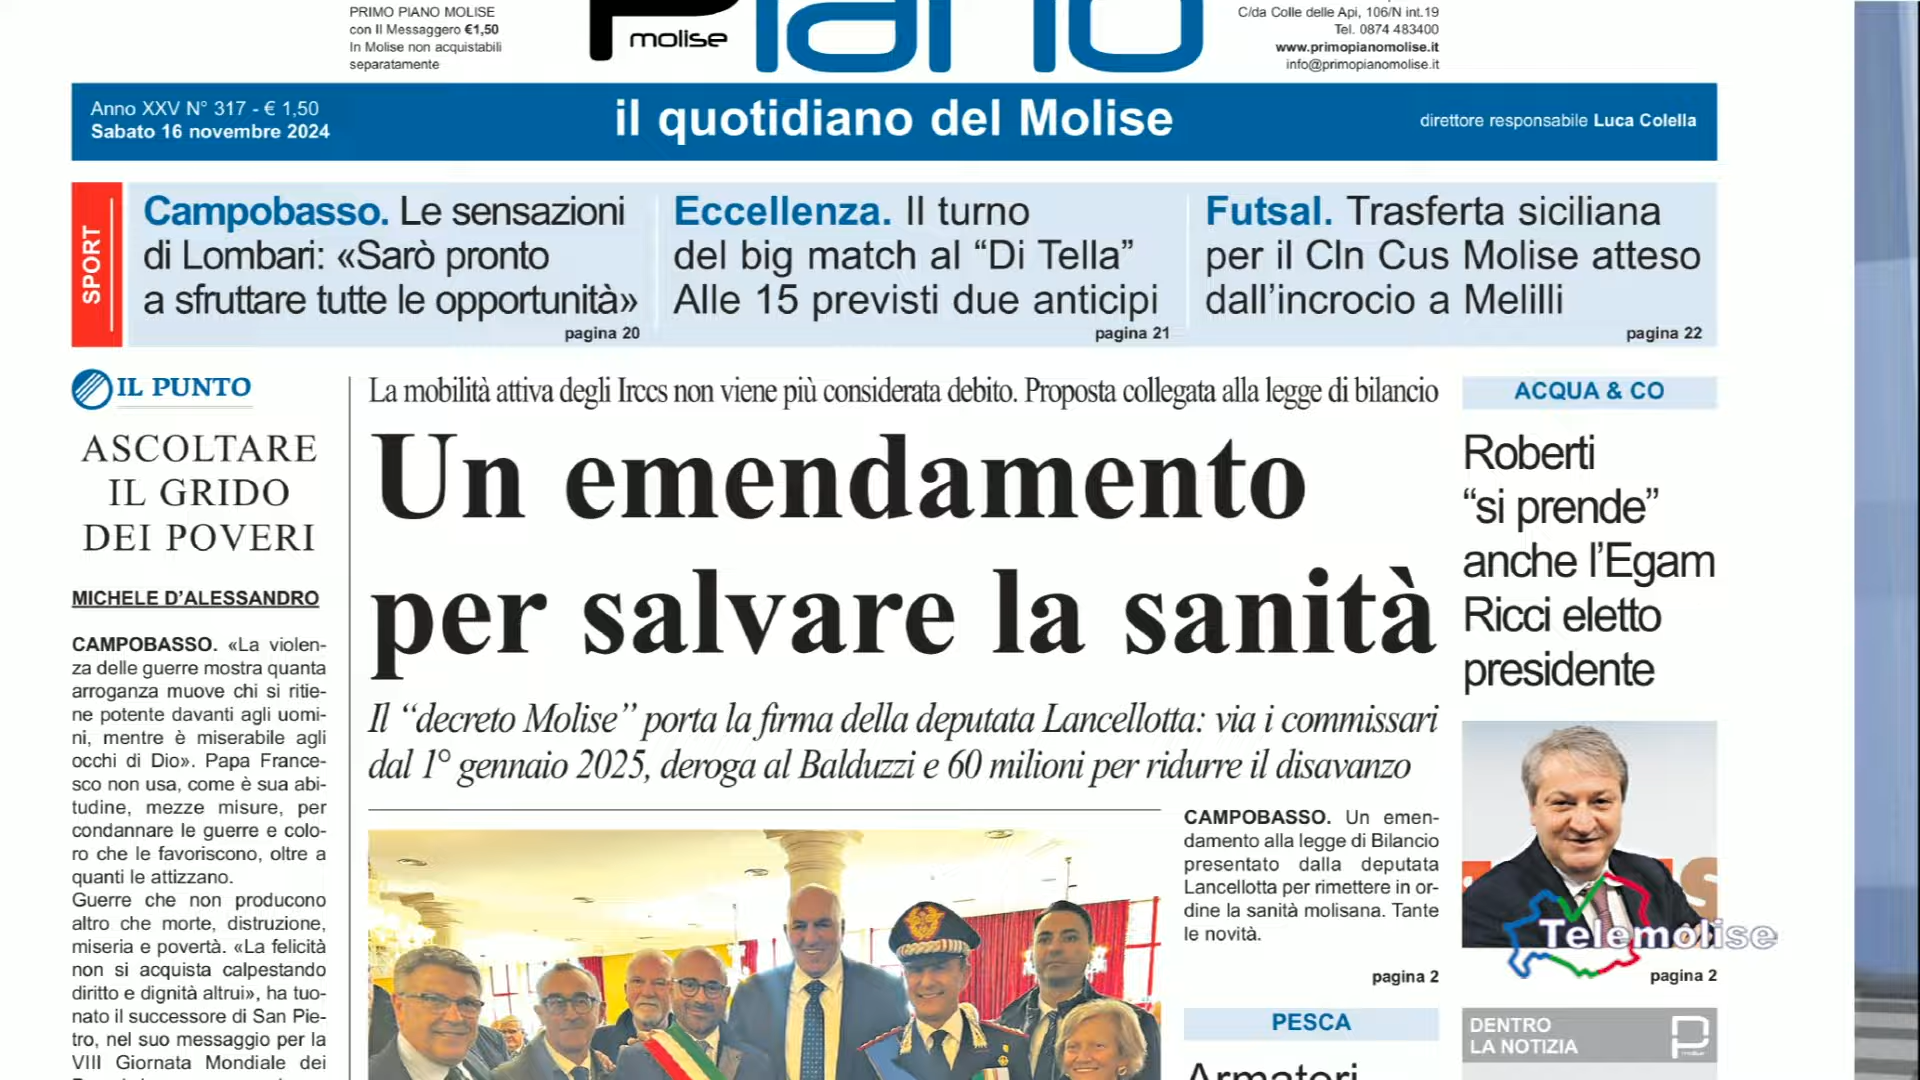 PRIMO PIANO MOLISE
con Il Messaggero €1,50
In Molise non acquistabili
separatamente
Piano
molise
C/da Colle delle Api, 106/N int.19
Tel. 0874 483400
www.primopianomolise.it
info@primopianomolise.it
Anno XXV N° 317 - € 1,50
Sabato 16 novembre 2024
il quotidiano del Molise
direttore responsabile Luca Colella
SPORT
Campobasso. Le sensazioni
di Lombari: «Sarò pronto
a sfruttare tutte le opportunità»
pagina 20
Eccellenza. Il turno
del big match al “Di Tella”
Alle 15 previsti due anticipi
pagina 21
Futsal. Trasferta siciliana
per il Cln Cus Molise atteso
dall’incrocio a Melilli
pagina 22
IL PUNTO
ASCOLTARE
IL GRIDO
DEI POVERI
MICHELE D’ALESSANDRO
CAMPOBASSO. «La violen-
za delle guerre mostra quanta
arroganza muove chi si ritie-
ne potente davanti agli uomi-
ni, mentre è miserabile agli
occhi di Dio». Papa France-
sco non usa, come è sua abi-
tudine, mezze misure, per
condannare le guerre e colo-
ro che le favoriscono, oltre a
quanti le attizzano.
Guerre che non producono
altro che morte, distruzione,
miseria e povertà. «La felicità
non si acquista calpestando
diritto e dignità altrui», ha tuo-
nato il successore di San Pie-
tro, nel suo messaggio per la
VIII Giornata Mondiale dei
La mobilità attiva degli Irccs non viene più considerata debito. Proposta collegata alla legge di bilancio
Un emendamento
per salvare la sanità
Il “decreto Molise” porta la firma della deputata Lancellotta: via i commissari
dal 1° gennaio 2025, deroga al Balduzzi e 60 milioni per ridurre il disavanzo
CAMPOBASSO. Un emen-
damento alla legge di Bilancio
presentato dalla deputata
Lancellotta per rimettere in or-
dine la sanità molisana. Tante
le novità.
pagina 2
PESCA
Armatori
ACQUA & CO
Roberti
“si prende”
anche l’Egam
Ricci eletto
presidente
Telemolise
pagina 2
DENTRO
LA NOTIZIA